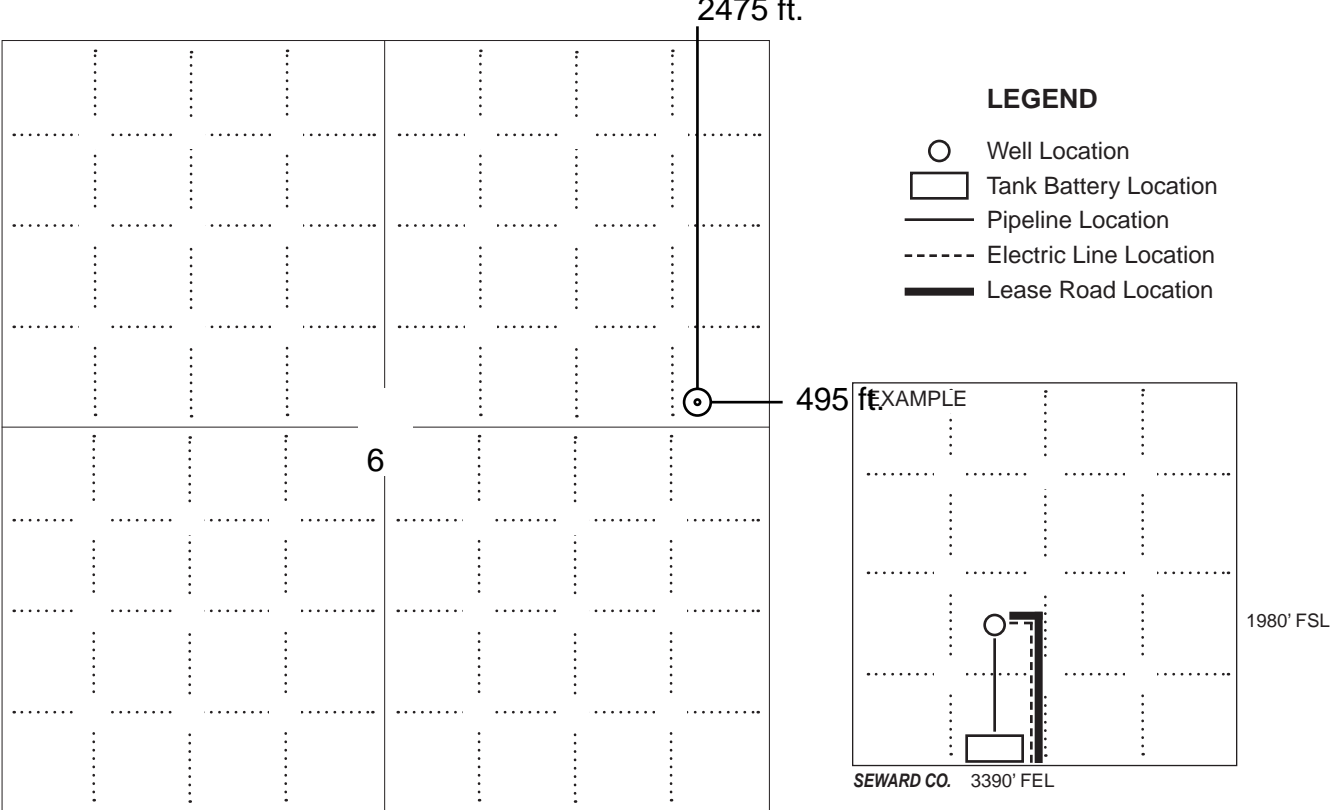 2475 ft.
LEGEND
Well Location
Tank Battery Location
Pipeline Location
Electric Line Location
Lease Road Location
495 ft.
EXAMPLE
6
1980' FSL
SEWARD CO. 3390' FEL